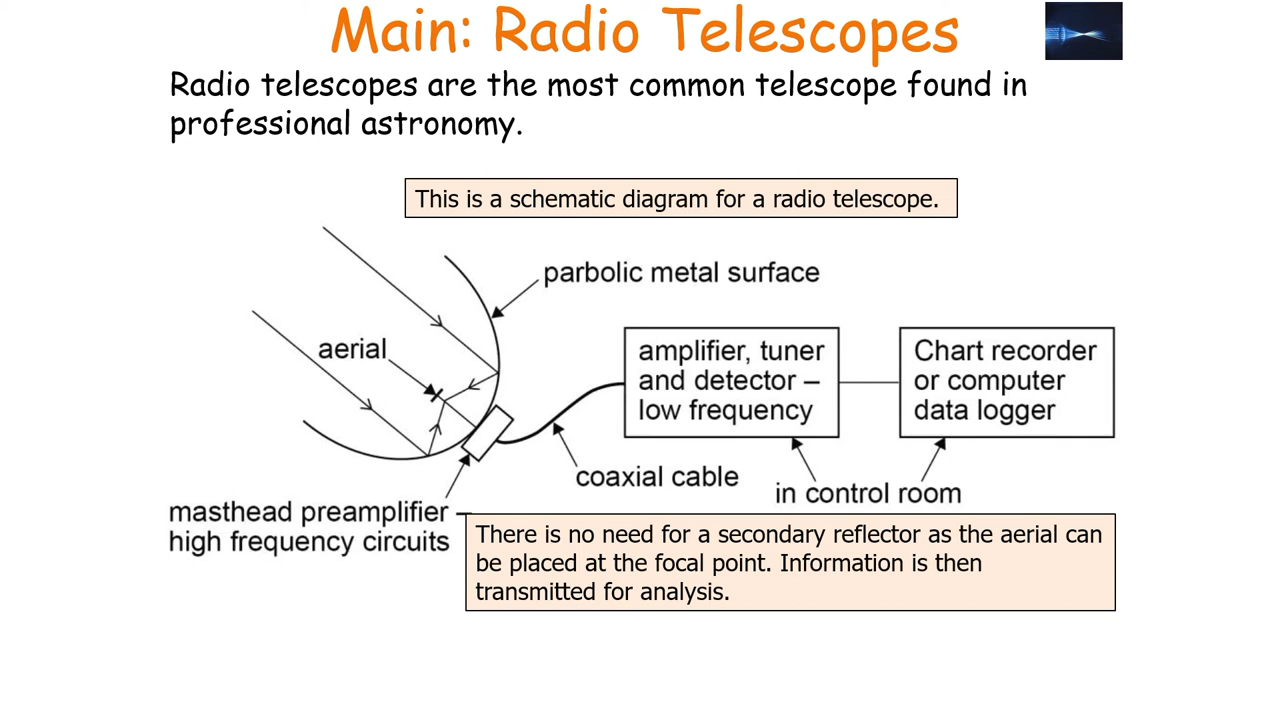 Main: Radio Telescopes
Radio telescopes are the most common telescope found in
professional astronomy.
This is a schematic diagram for a radio telescope.
parbolic metal surface
aerial
amplifier, tuner
and detector –
low frequency
Chart recorder
or computer
data logger
coaxial cable
in control room
masthead preamplifier –
high frequency circuits
There is no need for a secondary reflector as the aerial can
be placed at the focal point. Information is then
transmitted for analysis.